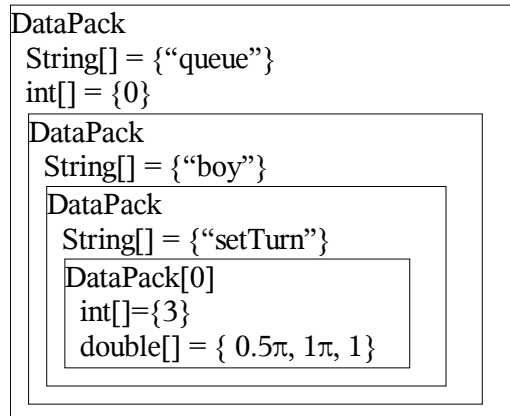 DataPack
String[] = {“queue”}
int[] = {0}
DataPack
String[] = {“boy”}
DataPack
String[] = {“setTurn”}
DataPack[0]
int[]={3}
double[] = { 0.5π, 1π, 1}